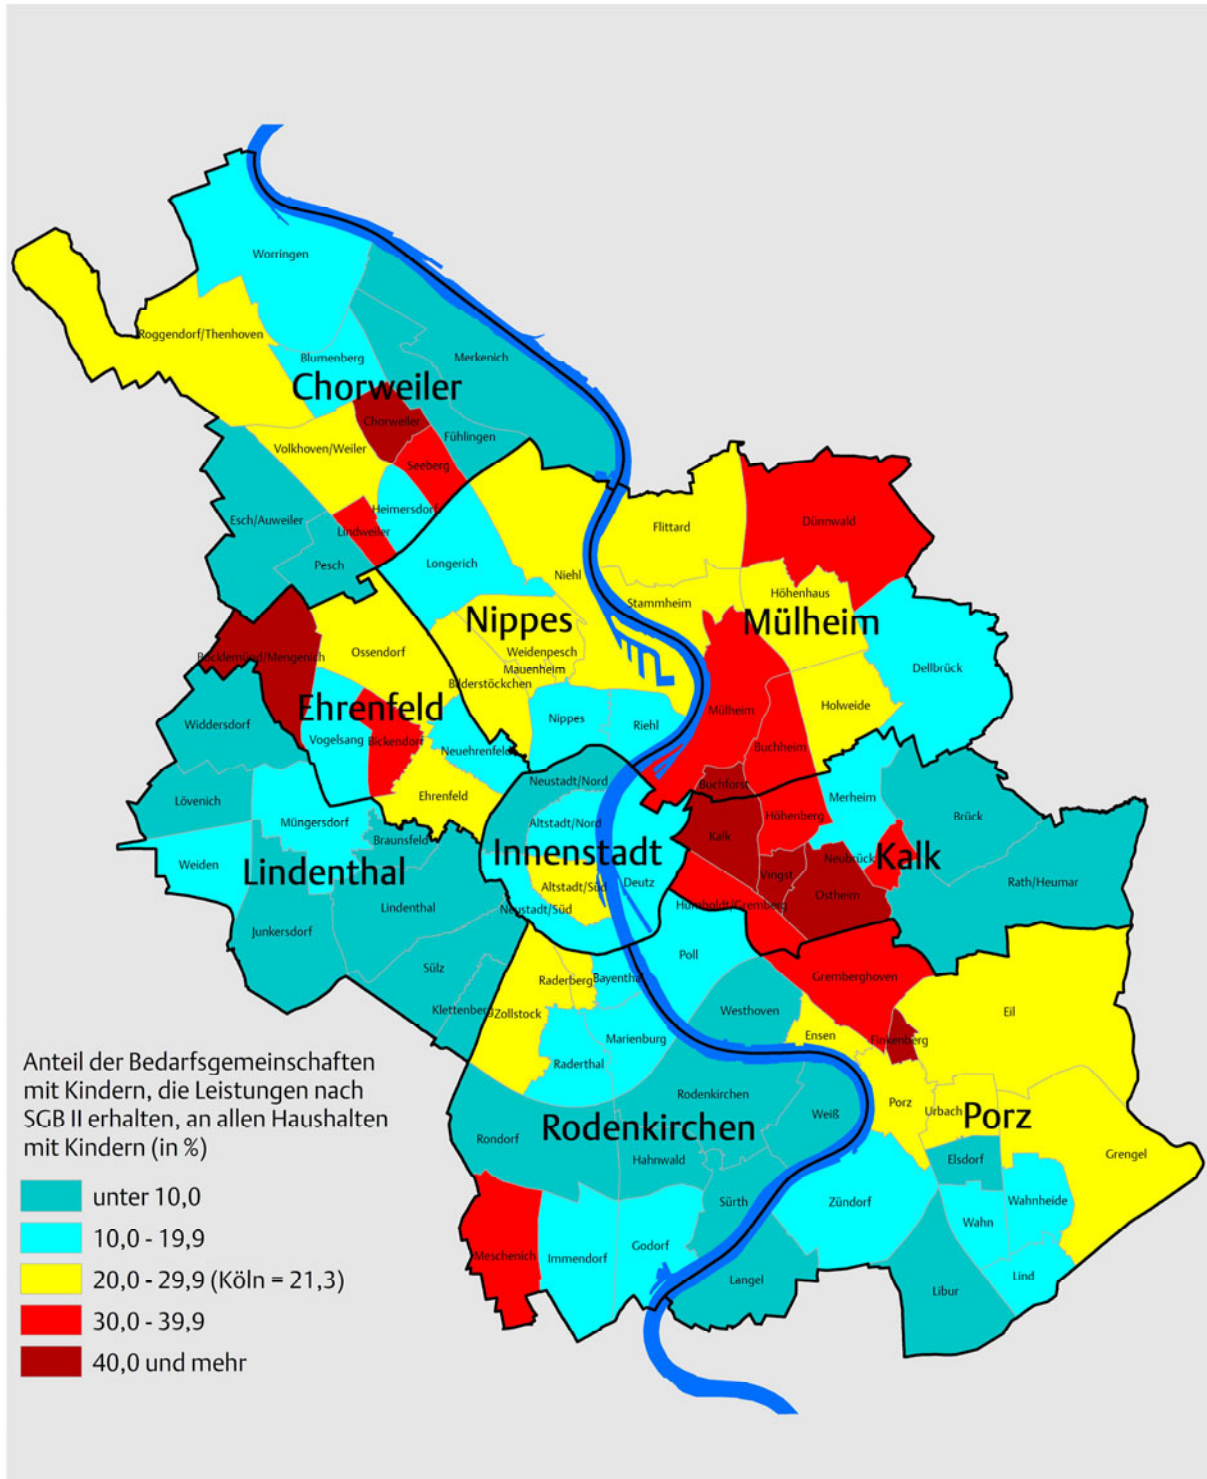 Worringen
Roggendorf/Thenhoven
Blumenberg
Merkenich
Chorweiler
Chorweiler
Fühlingen
Volkhoven/Weiler
Seeberg
Heimersdorf
Esch/Auweiler
Lindweiler
Pesch
Longerich
Niehl
Flittard
Dünnwald
Höhenhaus
Stammheim
Nippes
Mülheim
Weidenpesch
Mauenheim
Bilderstöckchen
Ossendorf
Bocklemünd/Mengenich
Dellbrück
Ehrenfeld
Holweide
Mülheim
Nippes
Riehl
Widdersdorf
Vogelsang
Bickendorf
Neuehrenfeld
Buchheim
Neustadt/Nord
Buchforst
Ehrenfeld
Merheim
Lövenich
Müngersdorf
Altstadt/Nord
Höhenberg
Brück
Braunsfeld
Kalk
Innenstadt
Neubrück
Kalk
Weiden
Lindenthal
Altstadt/Süd
Deutz
Vingst
Rath/Heumar
Ostheim
Lindenthal
Neustadt/Süd
Humboldt/Gremberg
Junkersdorf
Poll
Sülz
Raderberg
Bayenthal
Gremberghoven
Klettenberg
Zollstock
Westhoven
Eil
Marienburg
Ensen
Finkenberg
Raderthal
Rodenkirchen
Weiß
Porz
Urbach
Porz
Rodenkirchen
Rondorf
Hahnwald
Elsdorf
Grengel
Sürth
Zündorf
Wahnheide
Wahn
Meschenich
Immendorf
Godorf
Langel
Lind
Libur
Anteil der Bedarfsgemeinschaften
mit Kindern, die Leistungen nach
SGB II erhalten, an allen Haushalten
mit Kindern (in %)
unter 10,0
10,0 - 19,9
20,0 - 29,9 (Köln = 21,3)
30,0 - 39,9
40,0 und mehr